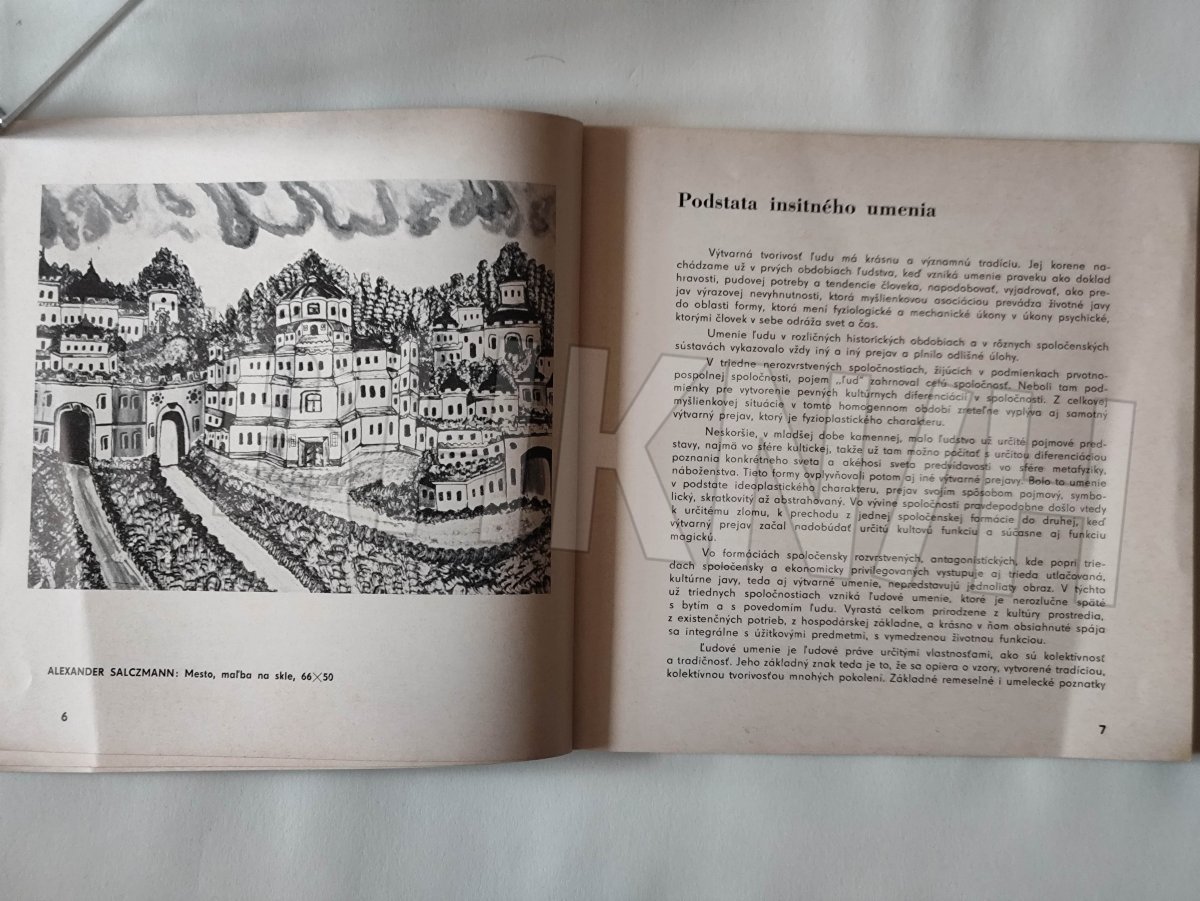 ALEXANDER SALCZMANN: Mesto, maľba na skle, 66×50
6
Podstata insitného umenia
Výtvarná tvorivosť ľudu má krásnu a významnú tradíciu. Jej korene na-
chádzame už v prvých obdobiach ľudstva, keď vzniká umenie praveku ako doklad
hravosti, pudovej potreby a tendencie človeka, napodobovať, vyjadrovať, ako pre-
jav výrazovej nevyhnutnosti, ktorá myšlienkovou asociáciou prevádza životné javy
do oblasti formy, ktorá mení fyziologické a mechanické úkony v úkony psychické,
ktorými človek v sebe odráža svet a čas.
Umenie ľudu v rozličných historických obdobiach a v rôznych spoločenských
sústavách vykazovalo vždy iný a iný prejav a plnilo odlišné úlohy.
V triedne nerozvrstvených spoločnostiach, žijúcich v podmienkach prvotno-
pospolnej spoločnosti, pojem „ľud" zahrnoval celú spoločnosť. Neboli tam pod-
mienky pre vytvorenie pevných kultúrnych diferenciácií v spoločnosti. Z celkovej
myšlienkovej situácie v tomto homogennom období zreteľne vyplýva aj samotný
výtvarný prejav, ktorý je fyzioplastického charakteru.
Neskoršie, v mladšej dobe kamennej, malo ľudstvo už určité pojmové pred-
stavy, najmä vo sfére kultickej, takže už tam možno počítať s určitou diferenciáciou
poznania konkrétneho sveta a akéhosi sveta predvídavosti vo sfére metafyziky,
náboženstva. Tieto formy ovplyvňovali potom aj iné výtvarné prejavy. Bolo to umenie
v podstate ideoplastického charakteru, prejav svojím spôsobom pojmový, symbo-
lický, skratkovitý až abstrahovaný. Vo vývine spoločnosti pravdepodobne došlo vtedy
k určitému zlomu, k prechodu z jednej spoločenskej formácie do druhej, keď
výtvarný prejav začal nadobúdať určitú kultovú funkciu a súčasne aj funkciu
magickú.
Vo formáciách spoločensky rozvrstvených, antagonistických, kde popri trie-
dach spoločensky a ekonomicky privilegovaných vystupuje aj trieda utlačovaná,
kultúrne javy, teda aj výtvarné umenie, nepredstavujú jednoliaty obraz. V týchto
už triednych spoločnostiach vzniká ľudové umenie, ktoré je nerozlučne späté
s bytím a s povedomím ľudu. Vyrastá celkom prirodzene z kultúry prostredia,
z existenčných potrieb, z hospodárskej základne, a krásno v ňom obsiahnuté spája
sa integrálne s úžitkovými predmetmi, s vymedzenou životnou funkciou.
Ľudové umenie je ľudové práve určitými vlastnosťami, ako sú kolektívnosť
a tradičnosť. Jeho základný znak teda je to, že sa opiera o vzory, vytvorené tradíciou,
kolektívnou tvorivosťou mnohých pokolení. Základné remeselné i umelecké poznatky
7